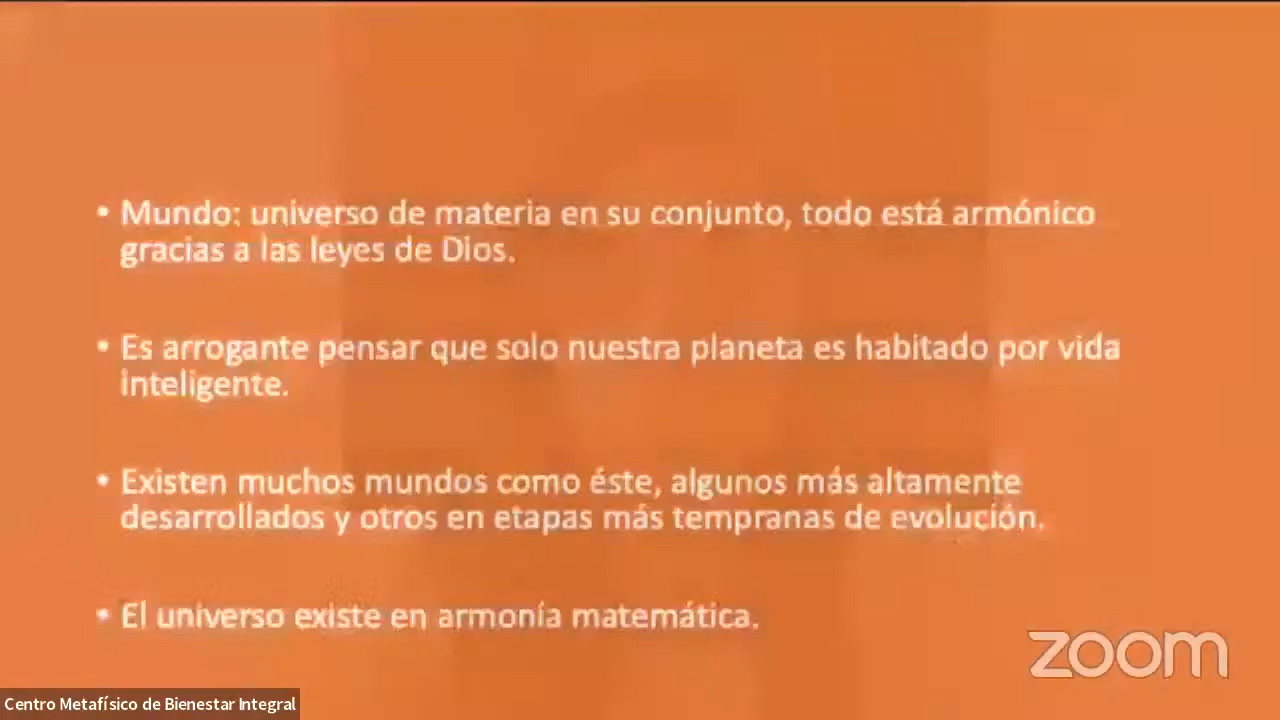 • Mundo: universo de materia en su conjunto, todo está armónico
gracias a las leyes de Dios.
• Es arrogante pensar que solo nuestra planeta es habitado por vida
inteligente.
• Existen muchos mundos como éste, algunos más altamente
desarrollados y otros en etapas más tempranas de evolución.
• El universo existe en armonía matemática.
zoom
Centro Metafísico de Bienestar Integral